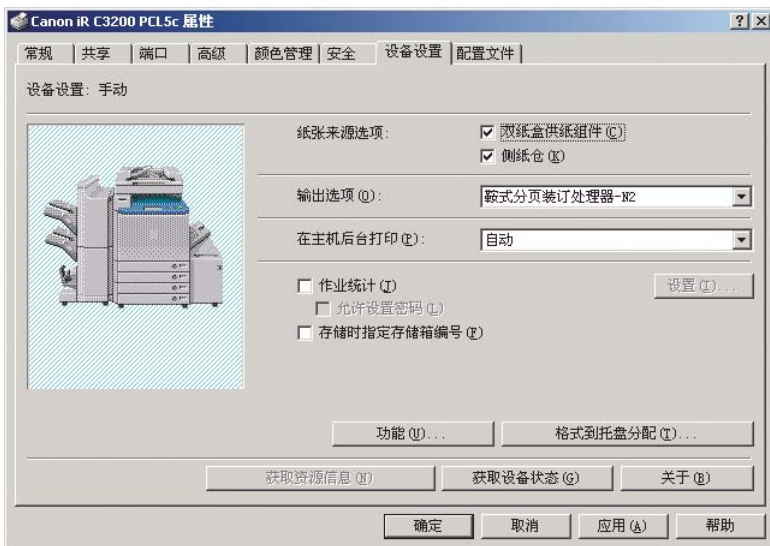 Canon iR C3200 PCL5c 属性
常规 共享 端口 高级 颜色管理 安全 设备设置 配置文件
设备设置: 手动
纸张来源选项: 双纸盒供纸组件(C)
侧纸仓(K)
输出选项(O): 鞍式分页装订处理器-N2
在主机后台打印(P): 自动
作业统计(J) 设置(I)...
允许设置密码(L)
存储时指定存储箱编号(F)
功能(U)... 格式到托盘分配(T)...
获取资源信息(N) 获取设备状态(G) 关于(B)
确定 取消 应用(A) 帮助